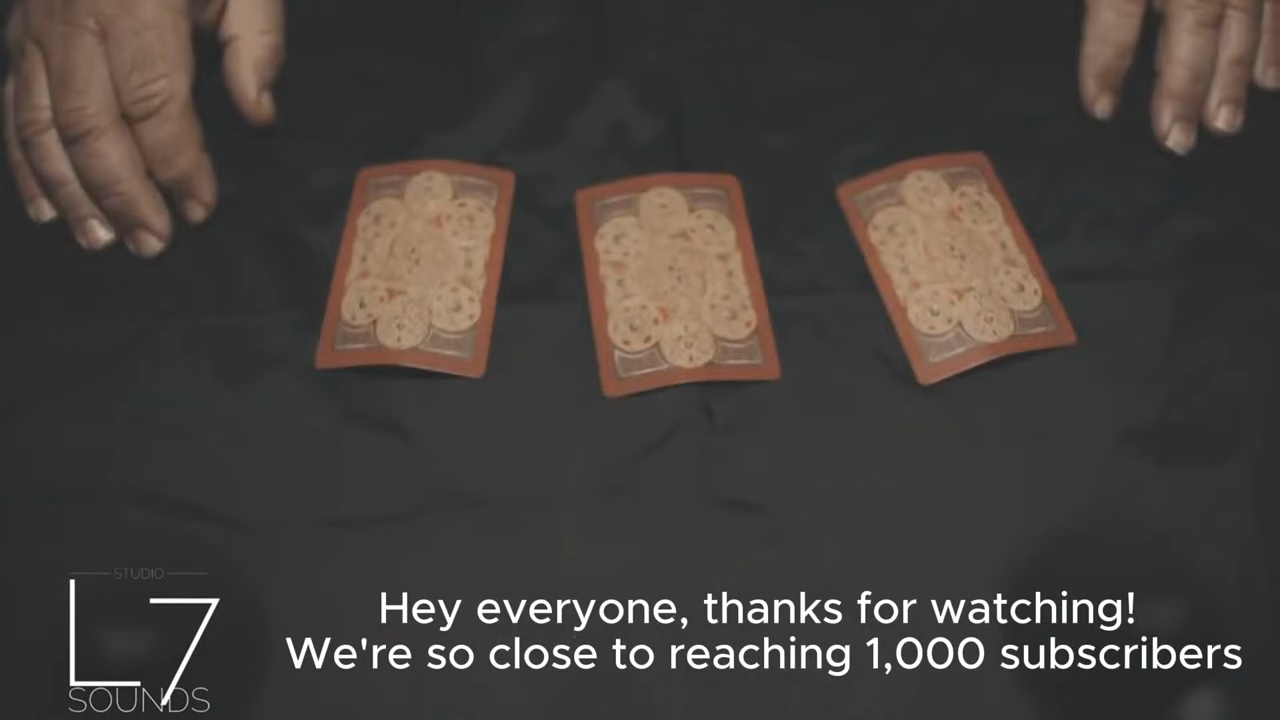 STUDIO
L7
SOUNDS
Hey everyone, thanks for watching!
We're so close to reaching 1,000 subscribers